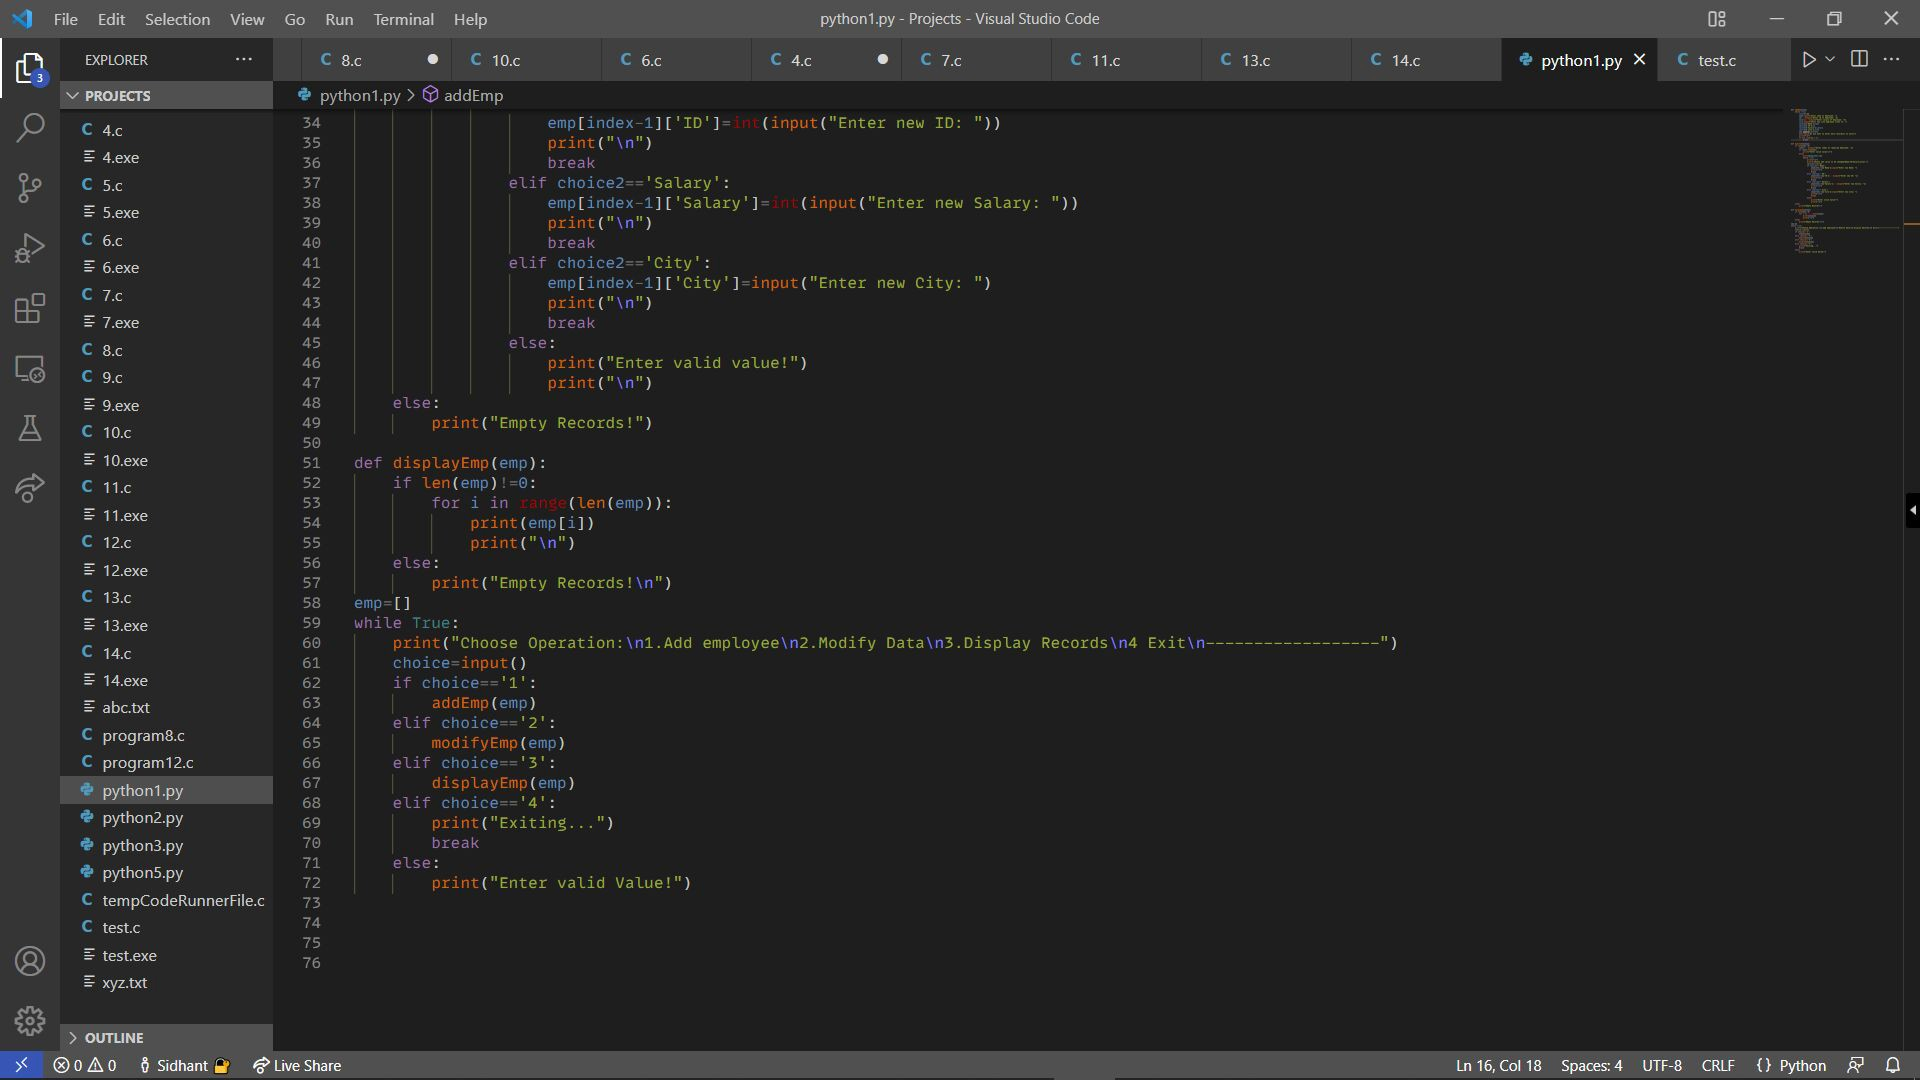 File Edit Selection View Go Run Terminal Help
python1.py - Projects - Visual Studio Code
EXPLORER
8.c
10.c
6.c
4.c
7.c
11.c
13.c
14.c
python1.py
test.c
3
PROJECTS
python1.py > addEmp
4.c
4.exe
5.c
5.exe
6.c
6.exe
7.c
7.exe
8.c
9.c
9.exe
10.c
10.exe
11.c
11.exe
12.c
12.exe
13.c
13.exe
14.c
14.exe
abc.txt
program8.c
program12.c
python1.py
python2.py
python3.py
python5.py
tempCodeRunnerFile.c
test.c
test.exe
xyz.txt
OUTLINE
34                     emp[index-1]['ID']=int(input("Enter new ID: "))
35                     print("\n")
36                     break
37                 elif choice2=='Salary':
38                     emp[index-1]['Salary']=int(input("Enter new Salary: "))
39                     print("\n")
40                     break
41                 elif choice2=='City':
42                     emp[index-1]['City']=input("Enter new City: ")
43                     print("\n")
44                     break
45                 else:
46                     print("Enter valid value!")
47                     print("\n")
48     else:
49         print("Empty Records!")
50
51 def displayEmp(emp):
52     if len(emp)!=0:
53         for i in range(len(emp)):
54             print(emp[i])
55             print("\n")
56     else:
57         print("Empty Records!\n")
58 emp=[]
59 while True:
60     print("Choose Operation:\n1.Add employee\n2.Modify Data\n3.Display Records\n4 Exit\n------------------")
61     choice=input()
62     if choice=='1':
63         addEmp(emp)
64     elif choice=='2':
65         modifyEmp(emp)
66     elif choice=='3':
67         displayEmp(emp)
68     elif choice=='4':
69         print("Exiting...")
70         break
71     else:
72         print("Enter valid Value!")
73
74
75
76
0 0 Sidhant Live Share
Ln 16, Col 18 Spaces: 4 UTF-8 CRLF {} Python